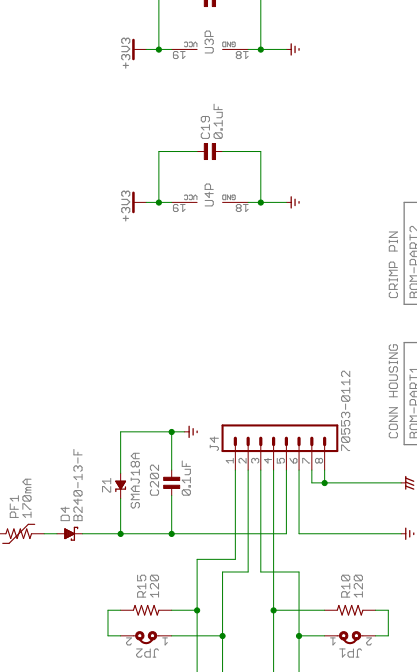 +3V3
VCC
19
U3P
GND
18
C19
0.1uF
+3V3
VCC
19
U4P
GND
18
CRIMP PIN
BOM-PART2
CONN HOUSING
BOM-PART1
J4
70553-0112
1
2
3
4
5
6
7
8
Z1
SMAJ18A
C202
0.1uF
PF1
170mA
D4
B240-13-F
R15
120
R10
120
2
1
JP2
1
2
JP1